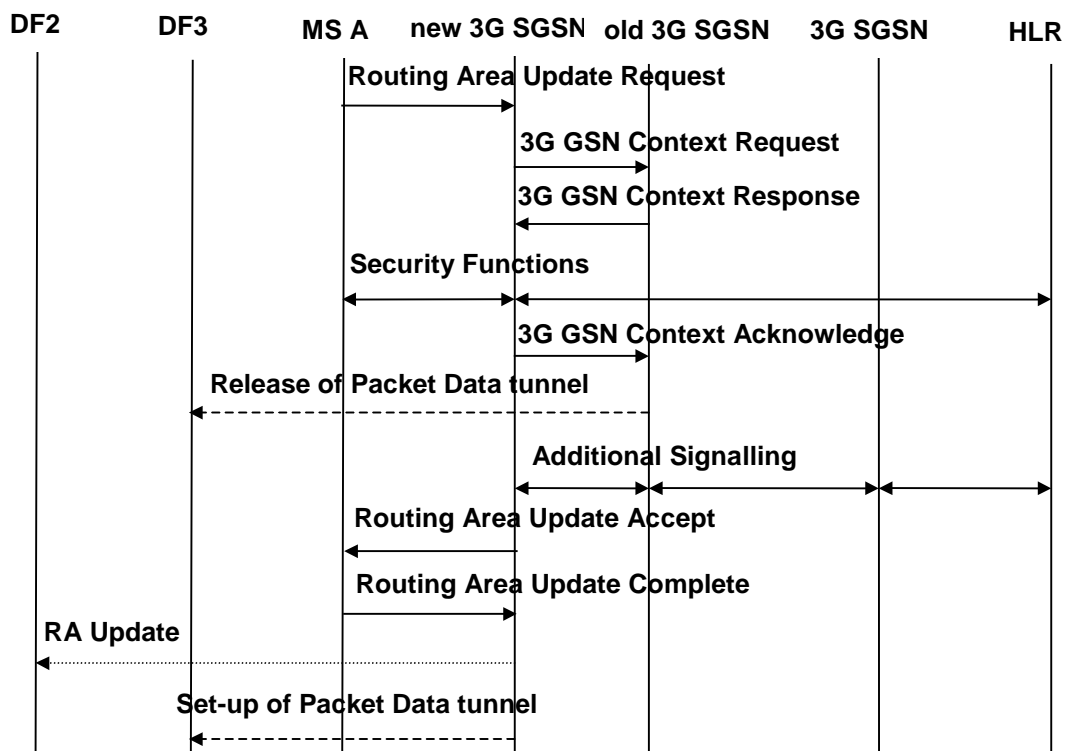 DF2 DF3 MS A new 3G SGSN old 3G SGSN 3G SGSN HLR
Routing Area Update Request
3G GSN Context Request
3G GSN Context Response
Security Functions
3G GSN Context Acknowledge
Release of Packet Data tunnel
Additional Signalling
Routing Area Update Accept
Routing Area Update Complete
RA Update
Set-up of Packet Data tunnel